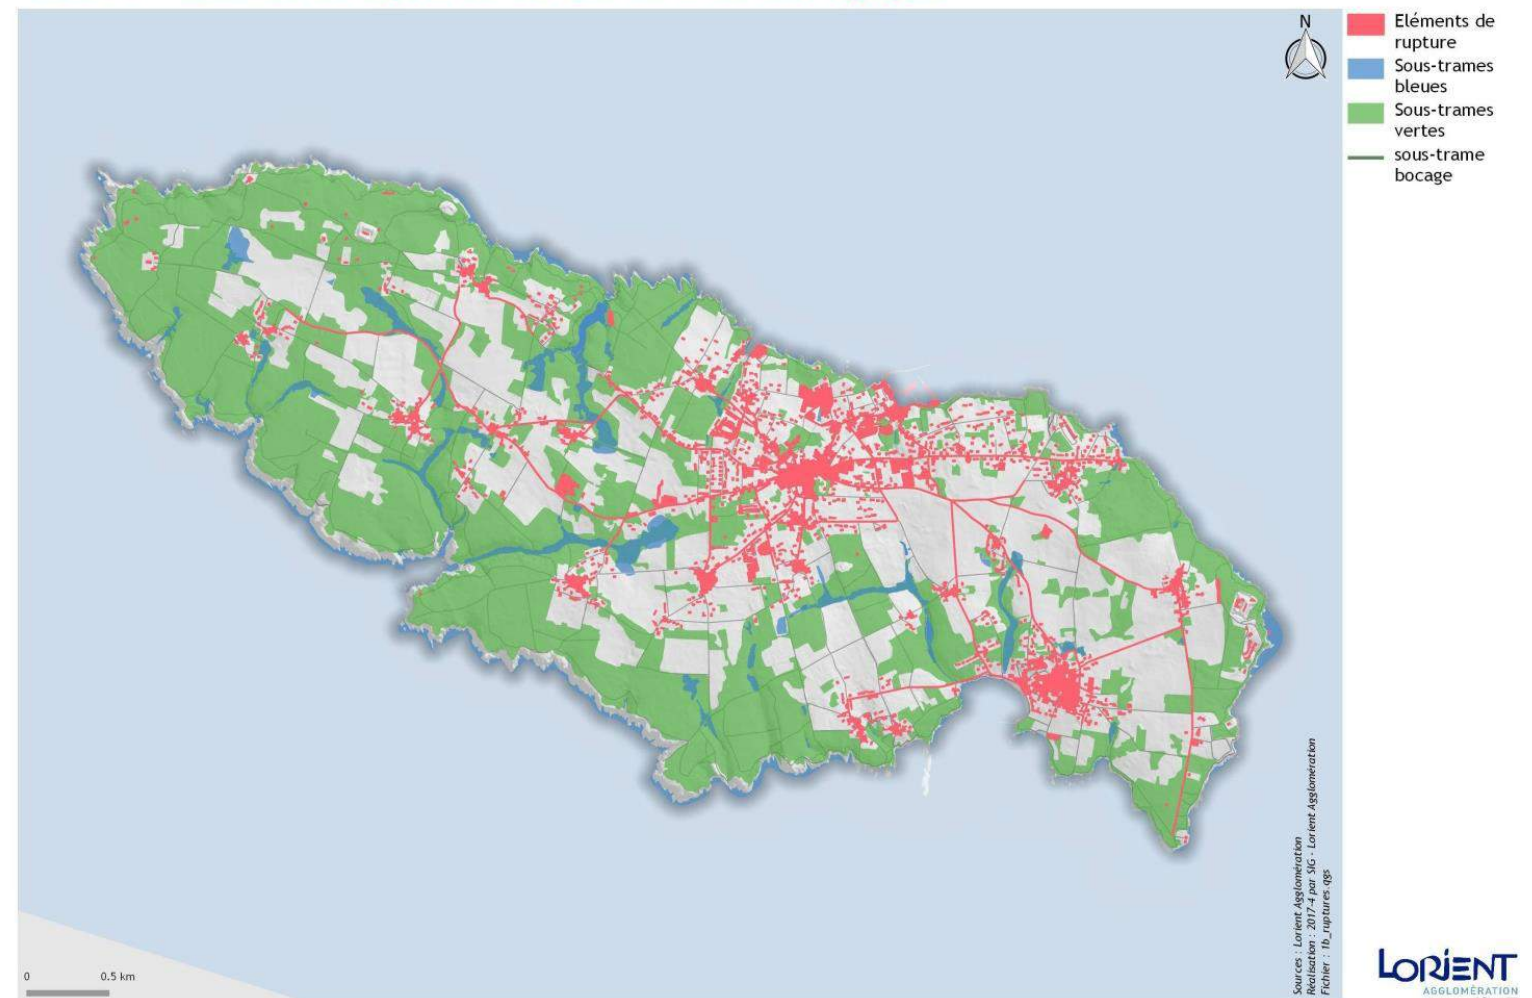 N
Eléments de
rupture
Sous-trames
bleues
Sous-trames
vertes
sous-trame
bocage
Sources : Lorient Agglomération
Réalisation : 2017-4 par SIG - Lorient Agglomération
Fichier : 1b_ruptures.qgs
0 0.5 km
LORIENT
AGGLOMÉRATION